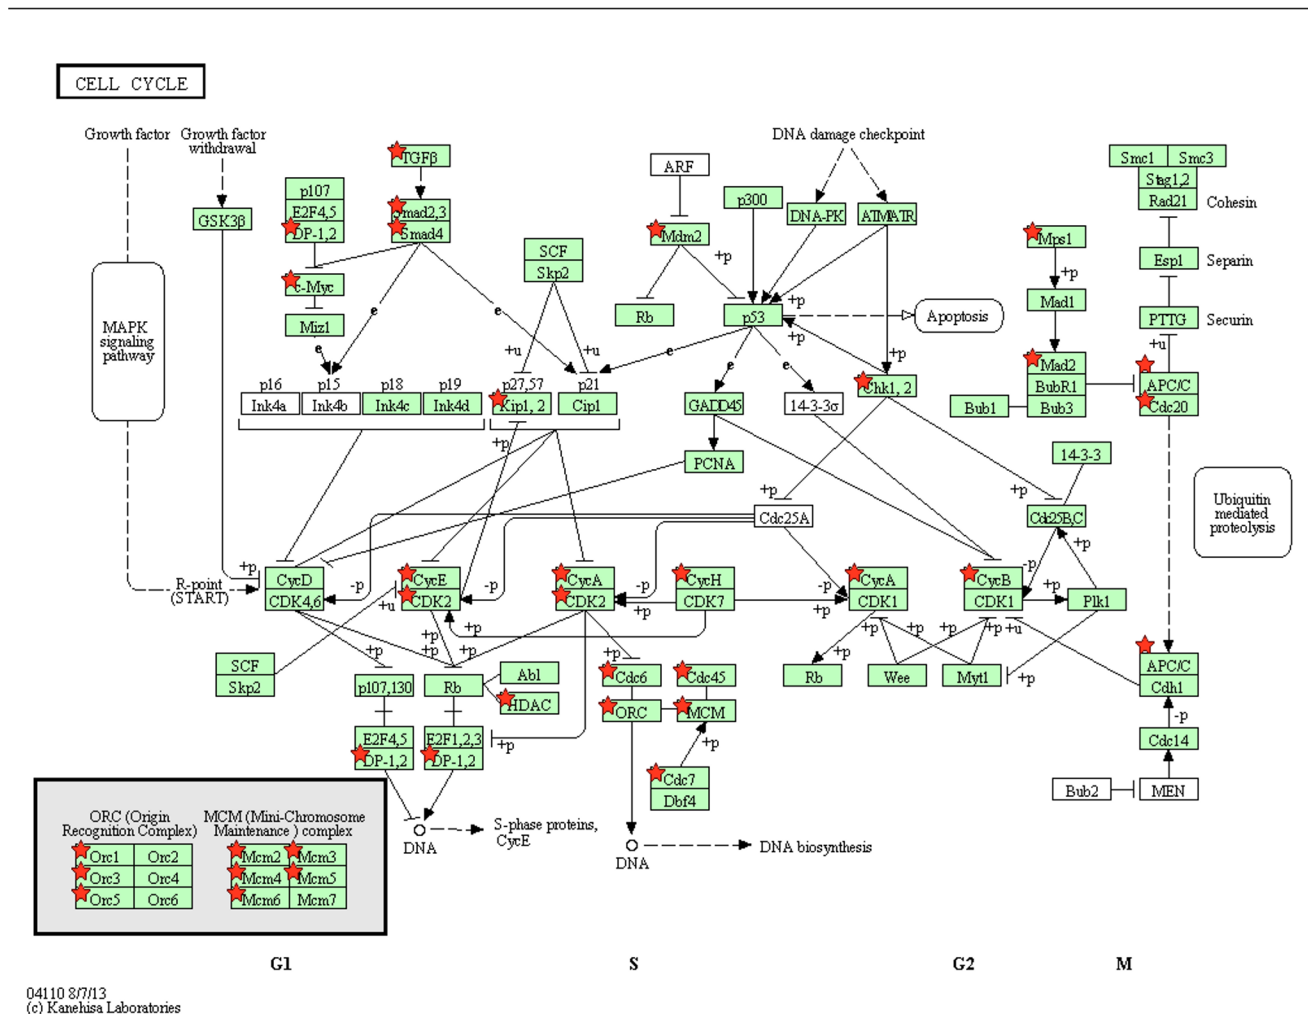 CELL CYCLE
Growth factor
Growth factor
withdrawal
TGFβ
DNA damage checkpoint
ARF
Smc1
Smc3
Stag1,2
Rad21
Cohesin
p107
E2F4,5
DP-1,2
GSK3β
Smad2,3
Smad4
p300
DNA-PK
ATM/ATR
Mdm2
+p
Mps1
+p
SCF
Skp2
Esp1
Separin
c-Myc
Mad1
Miz1
e
e
e
Rb
p53
+p
+p
Apoptosis
PTTG
Securin
+u
MAPK
signaling
pathway
e
+u
+u
e
e
e
+p
Mad2
BubR1
Bub3
Bub1
APC/C
Cdc20
p16
p15
p18
p19
p27,57
p21
Ink4a
Ink4b
Ink4c
Ink4d
Kip1, 2
Cip1
GADD45
14-3-3σ
Chk1, 2
+p
PCNA
14-3-3
+p
+p
Cdc25A
Cdc25B,C
Ubiquitin
mediated
proteolysis
R-point
(START)
+p
CycD
CDK4,6
-p
CycE
CDK2
-p
CycA
CDK2
-p
+p
CycH
CDK7
-p
+p
CycA
CDK1
CycB
CDK1
-p
+p
Plk1
+u
+p
+p
+p
+p
+p
+p
+p
+p
+u
+p
SCF
Skp2
p107,130
Rb
Abl
HDAC
Cdc6
Cdc45
ORC
MCM
Rb
Wee
Myt1
+p
APC/C
Cdh1
-p
E2F4,5
DP-1,2
E2F1,2,3
DP-1,2
+p
+p
Cdc7
Dbf4
Cdc14
Bub2
MEN
DNA
S-phase proteins,
CycE
DNA
DNA biosynthesis
ORC (Origin
Recognition Complex)
MCM (Mini-Chromosome
Maintenance ) complex
Orc1
Orc2
Mcm2
Mcm3
Orc3
Orc4
Mcm4
Mcm5
Orc5
Orc6
Mcm6
Mcm7
G1
S
G2
M
04110 8/7/13
(c) Kanehisa Laboratories